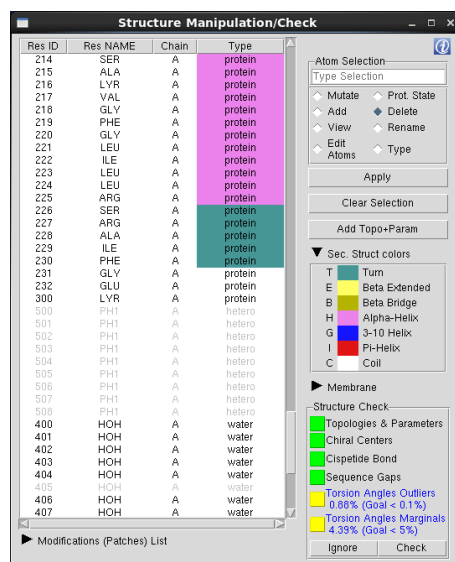 Structure Manipulation/Check
Res ID Res NAME Chain Type
214 SER A protein
215 ALA A protein
216 LYR A protein
217 VAL A protein
218 GLY A protein
219 PHE A protein
220 GLY A protein
221 LEU A protein
222 ILE A protein
223 LEU A protein
224 LEU A protein
225 ARG A protein
226 SER A protein
227 ARG A protein
228 ALA A protein
229 ILE A protein
230 PHE A protein
231 GLY A protein
232 GLU A protein
300 LYR A protein
500 PH1 A hetero
501 PH1 A hetero
502 PH1 A hetero
503 PH1 A hetero
504 PH1 A hetero
505 PH1 A hetero
506 PH1 A hetero
507 PH1 A hetero
508 PH1 A hetero
400 HOH A water
401 HOH A water
402 HOH A water
403 HOH A water
404 HOH A water
405 HOH A water
406 HOH A water
407 HOH A water
Modifications (Patches) List
i
Atom Selection
Type Selection
Mutate Prot. State
Add Delete
View Rename
Edit
Atoms Type
Apply
Clear Selection
Add Topo+Param
Sec. Struct colors
T Turn
E Beta Extended
B Beta Bridge
H Alpha-Helix
G 3-10 Helix
I Pi-Helix
C Coil
Membrane
Structure Check
Topologies & Parameters
Chiral Centers
Cispetide Bond
Sequence Gaps
Torsion Angles Outliers
0.88% (Goal < 0.1%)
Torsion Angles Marginals
4.39% (Goal < 5%)
Ignore Check